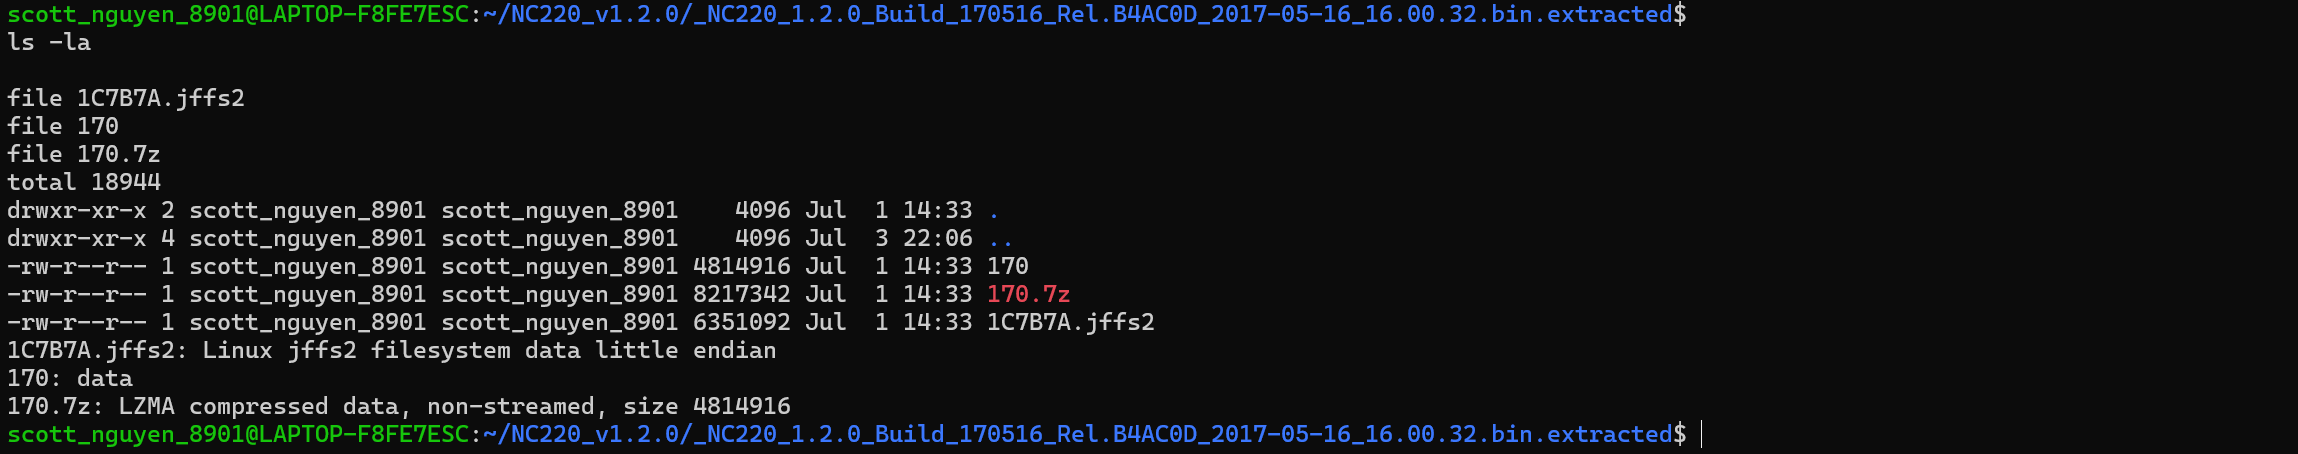 scott_nguyen_8901@LAPTOP-F8FE7ESC:~/NC220_v1.2.0/_NC220_1.2.0_Build_170516_Rel.B4AC0D_2017-05-16_16.00.32.bin.extracted$
ls -la
file 1C7B7A.jffs2
file 170
file 170.7z
total 18944
drwxr-xr-x 2 scott_nguyen_8901 scott_nguyen_8901    4096 Jul  1 14:33 .
drwxr-xr-x 4 scott_nguyen_8901 scott_nguyen_8901    4096 Jul  3 22:06 ..
-rw-r--r-- 1 scott_nguyen_8901 scott_nguyen_8901 4814916 Jul  1 14:33 170
-rw-r--r-- 1 scott_nguyen_8901 scott_nguyen_8901 8217342 Jul  1 14:33 170.7z
-rw-r--r-- 1 scott_nguyen_8901 scott_nguyen_8901 6351092 Jul  1 14:33 1C7B7A.jffs2
1C7B7A.jffs2: Linux jffs2 filesystem data little endian
170: data
170.7z: LZMA compressed data, non-streamed, size 4814916
scott_nguyen_8901@LAPTOP-F8FE7ESC:~/NC220_v1.2.0/_NC220_1.2.0_Build_170516_Rel.B4AC0D_2017-05-16_16.00.32.bin.extracted$